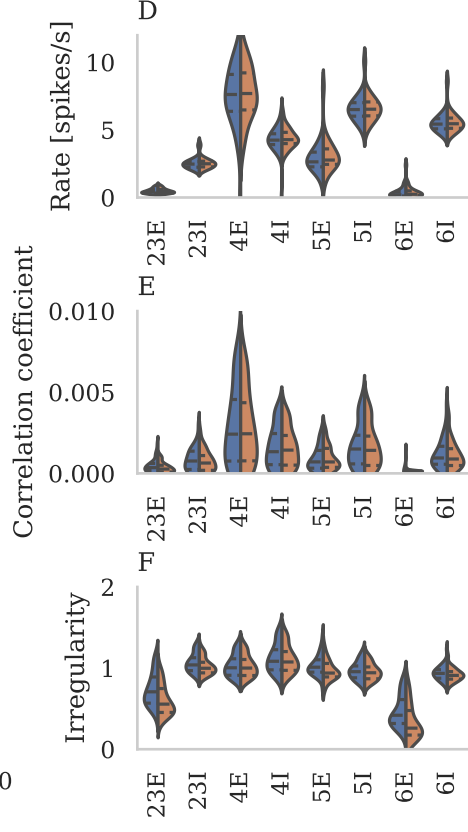 D
Rate [spikes/s]
10
5
0
23E 23I 4E 4I 5E 5I 6E 6I
E
Correlation coefficient
0.010
0.005
0.000
23E 23I 4E 4I 5E 5I 6E 6I
F
Irregularity
2
1
0
0
23E 23I 4E 4I 5E 5I 6E 6I